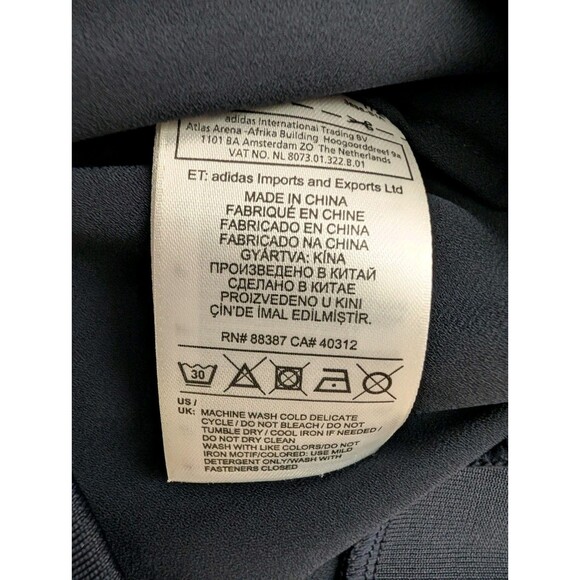 adidas International Trading BV
Atlas Arena -Afrika Building Hoogoorddreef 9a
1101 BA Amsterdam ZO The Netherlands
VAT NO. NL 8073.01.322.B.01
ET: adidas Imports and Exports Ltd
MADE IN CHINA
FABRIQUÉ EN CHINE
FABRICADO EN CHINA
FABRICADO NA CHINA
GYÁRTVA: KÍNA
ПРОИЗВЕДЕНО В КИТАЙ
СДЕЛАНО В КИТАЕ
PROIZVEDENO U KINI
ÇİN'DE İMAL EDİLMİŞTİR.
RN# 88387 CA# 40312
30
US /
UK: MACHINE WASH COLD DELICATE
CYCLE / DO NOT BLEACH / DO NOT
TUMBLE DRY / COOL IRON IF NEEDED /
DO NOT DRY CLEAN
WASH WITH LIKE COLORS/DO NOT
IRON MOTIF/COLORED: USE MILD
DETERGENT ONLY/WASH WITH
FASTENERS CLOSED